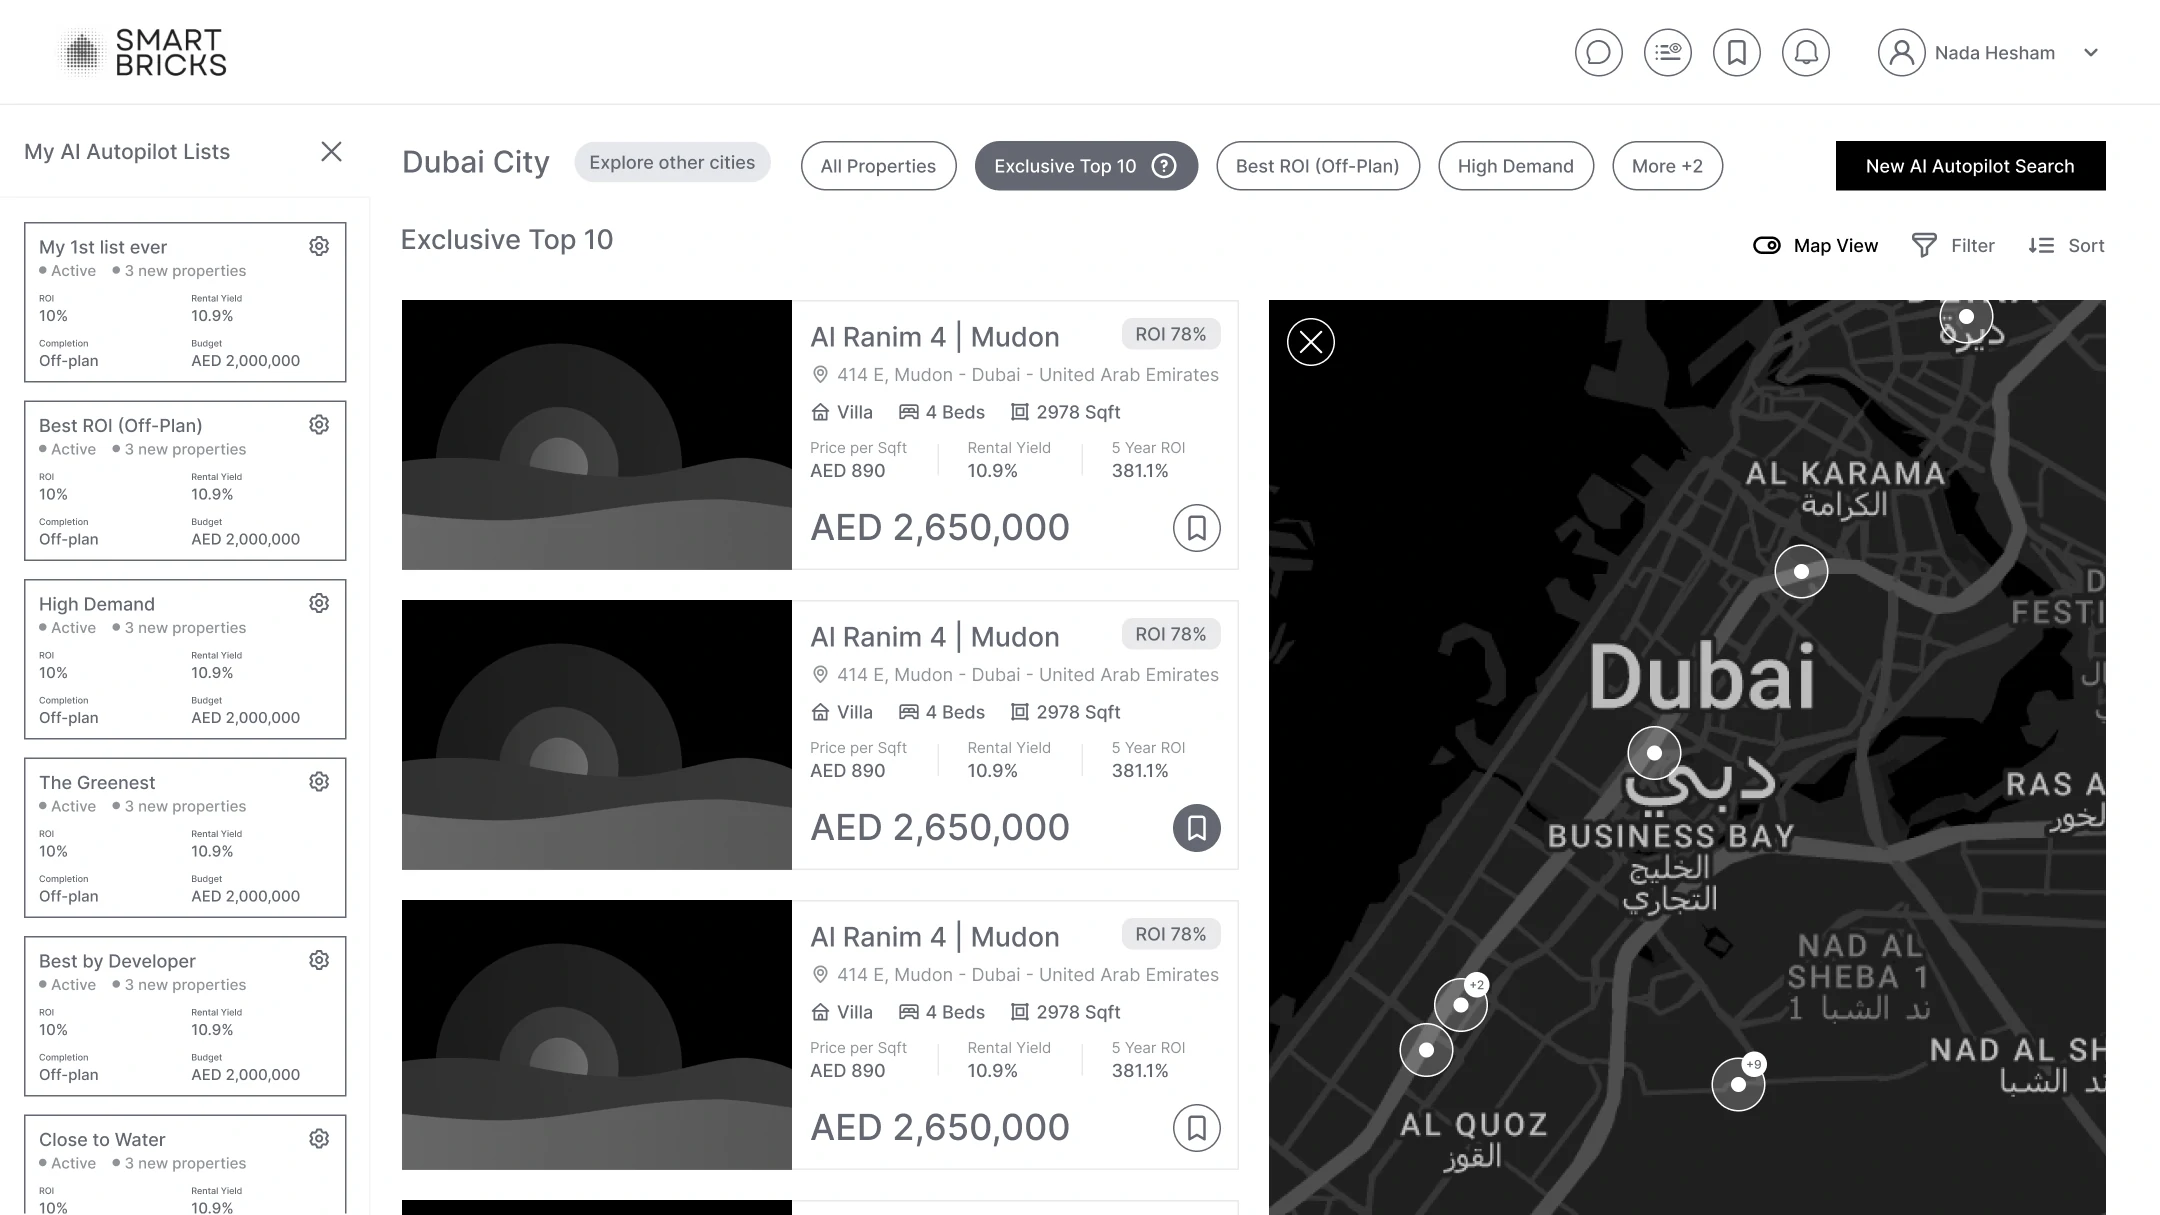 SMART
BRICKS
Nada Hesham
My AI Autopilot Lists
Dubai City
Explore other cities
All Properties
Exclusive Top 10
Best ROI (Off-Plan)
High Demand
More +2
New AI Autopilot Search
Exclusive Top 10
Map View
Filter
Sort
My 1st list ever
Active 3 new properties
ROI Rental Yield
10% 10.9%
Completion Budget
Off-plan AED 2,000,000
Best ROI (Off-Plan)
Active 3 new properties
ROI Rental Yield
10% 10.9%
Completion Budget
Off-plan AED 2,000,000
High Demand
Active 3 new properties
ROI Rental Yield
10% 10.9%
Completion Budget
Off-plan AED 2,000,000
The Greenest
Active 3 new properties
ROI Rental Yield
10% 10.9%
Completion Budget
Off-plan AED 2,000,000
Best by Developer
Active 3 new properties
ROI Rental Yield
10% 10.9%
Completion Budget
Off-plan AED 2,000,000
Close to Water
Active 3 new properties
ROI Rental Yield
10% 10.9%
Al Ranim 4 | Mudon ROI 78%
414 E, Mudon - Dubai - United Arab Emirates
Villa 4 Beds 2978 Sqft
Price per Sqft Rental Yield 5 Year ROI
AED 890 10.9% 381.1%
AED 2,650,000
Al Ranim 4 | Mudon ROI 78%
414 E, Mudon - Dubai - United Arab Emirates
Villa 4 Beds 2978 Sqft
Price per Sqft Rental Yield 5 Year ROI
AED 890 10.9% 381.1%
AED 2,650,000
Al Ranim 4 | Mudon ROI 78%
414 E, Mudon - Dubai - United Arab Emirates
Villa 4 Beds 2978 Sqft
Price per Sqft Rental Yield 5 Year ROI
AED 890 10.9% 381.1%
AED 2,650,000
ديرة
AL KARAMA
الكرامة
D
FESTI
Dubai
دبي
RAS A
لخور
BUSINESS BAY
الخليج
التجاري
NAD AL
SHEBA 1
ند الشبا 1
+2
NAD AL SH
ند الشبا
+9
AL QUOZ
القوز